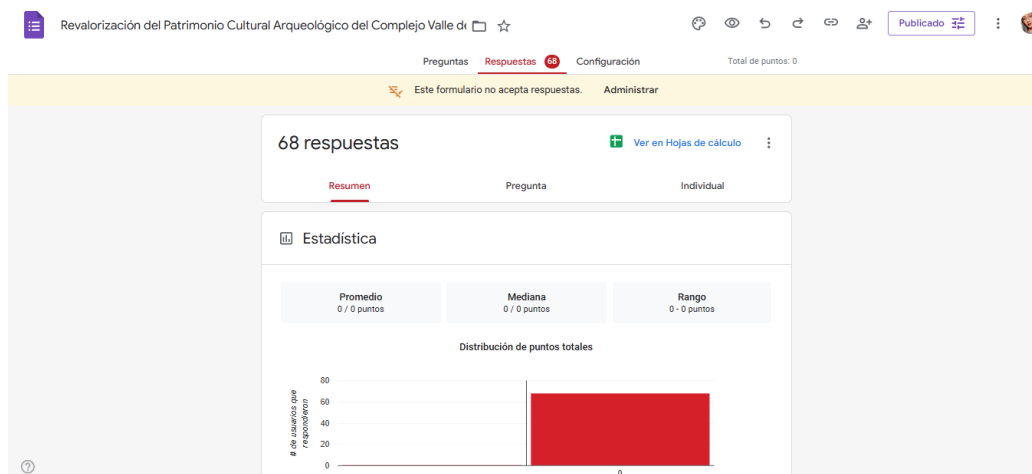 Revalorización del Patrimonio Cultural Arqueológico del Complejo Valle de
Publicado
Preguntas Respuestas 68 Configuración Total de puntos: 0
Este formulario no acepta respuestas. Administrar
68 respuestas Ver en Hojas de cálculo
Resumen Pregunta Individual
Estadística
Promedio Mediana Rango
0 / 0 puntos 0 / 0 puntos 0 - 0 puntos
Distribución de puntos totales
# de usuarios que
respondieron
80
60
40
20
0
0